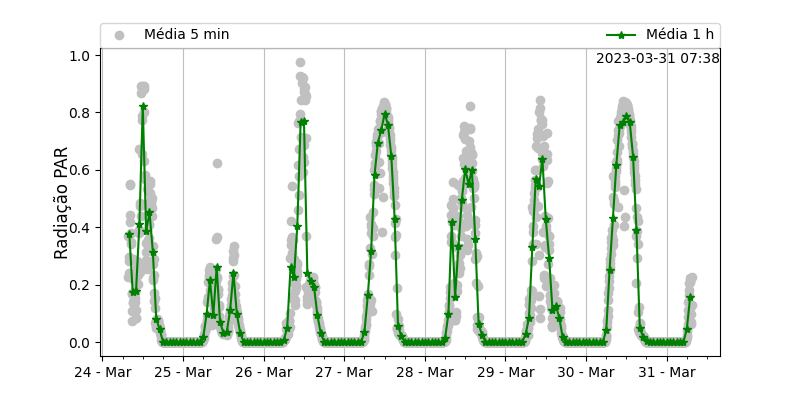 Média 5 min
Média 1 h
2023-03-31 07:38
1.0
0.8
0.6
0.4
0.2
0.0
Radiação PAR
24 - Mar
25 - Mar
26 - Mar
27 - Mar
28 - Mar
29 - Mar
30 - Mar
31 - Mar